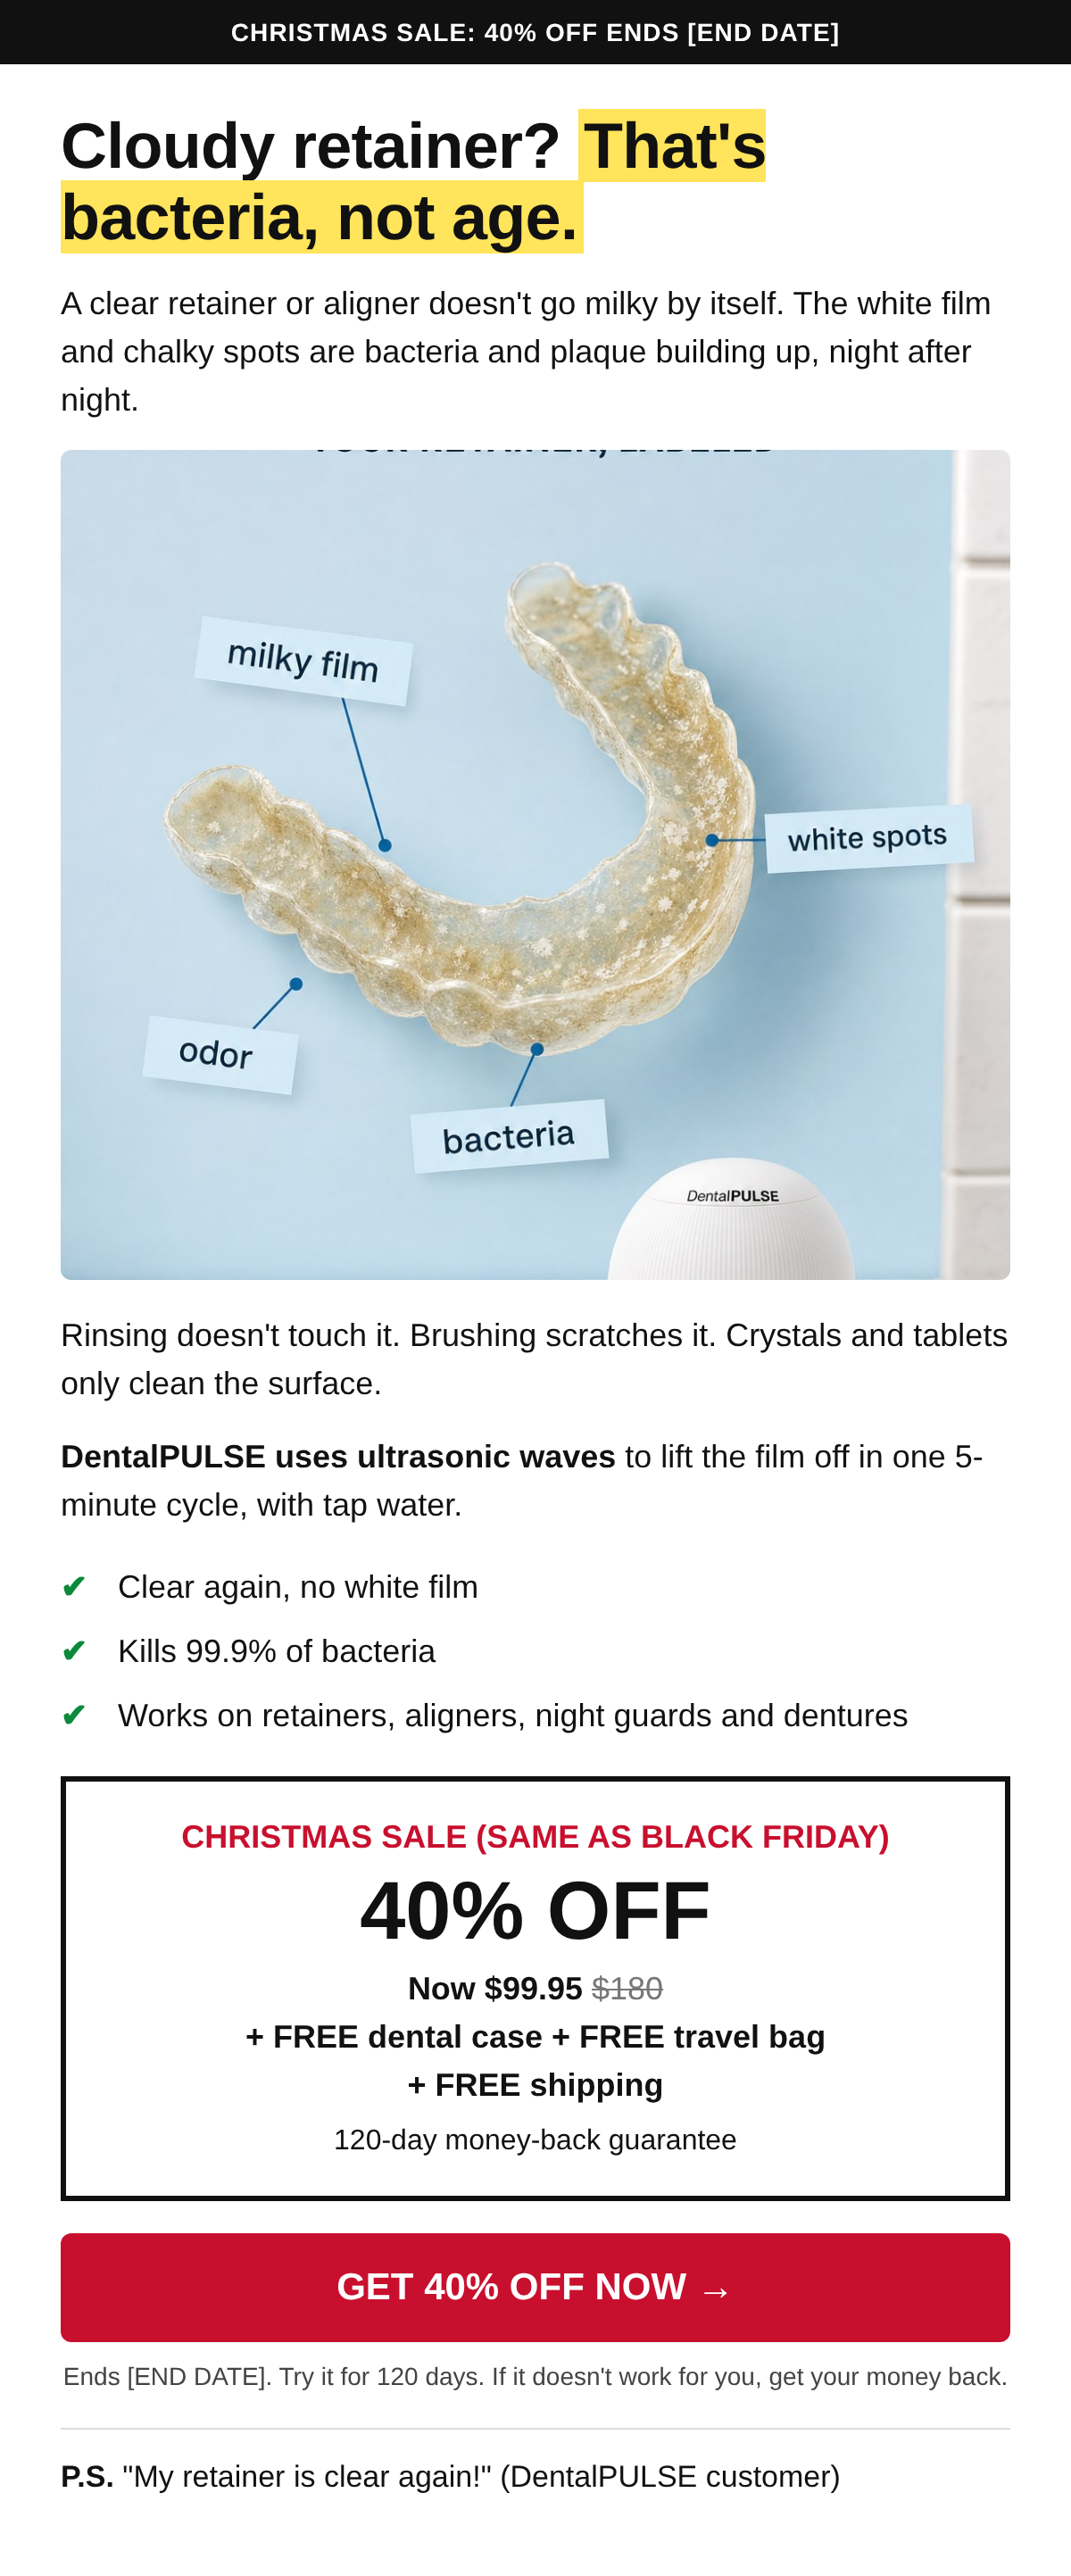 CHRISTMAS SALE: 40% OFF ENDS [END DATE]
Cloudy retainer? That's
bacteria, not age.
A clear retainer or aligner doesn't go milky by itself. The white film
and chalky spots are bacteria and plaque building up, night after
night.
YOUR RETAINER, LABELED
milky film
white spots
odor
bacteria
DentalPULSE
Rinsing doesn't touch it. Brushing scratches it. Crystals and tablets
only clean the surface.
DentalPULSE uses ultrasonic waves to lift the film off in one 5-
minute cycle, with tap water.
✔ Clear again, no white film
✔ Kills 99.9% of bacteria
✔ Works on retainers, aligners, night guards and dentures
CHRISTMAS SALE (SAME AS BLACK FRIDAY)
40% OFF
Now $99.95 $180
+ FREE dental case + FREE travel bag
+ FREE shipping
120-day money-back guarantee
GET 40% OFF NOW →
Ends [END DATE]. Try it for 120 days. If it doesn't work for you, get your money back.
P.S. "My retainer is clear again!" (DentalPULSE customer)